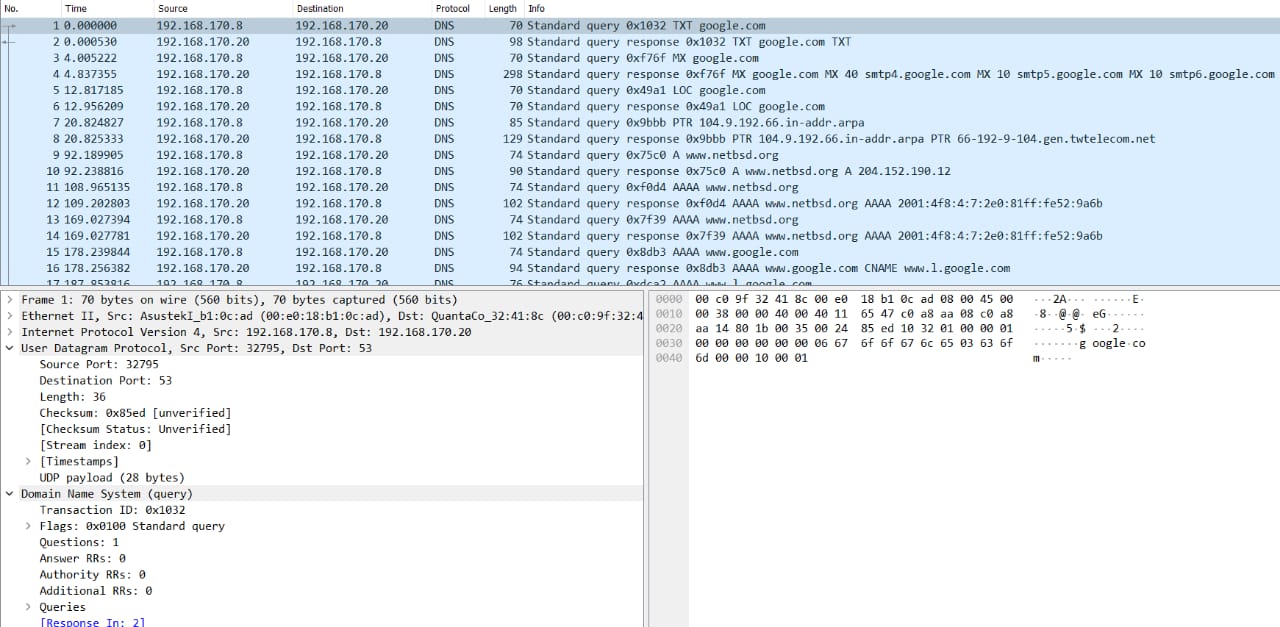 No. Time Source Destination Protocol Length Info
1 0.000000 192.168.170.8 192.168.170.20 DNS 70 Standard query 0x1032 TXT google.com
2 0.000530 192.168.170.20 192.168.170.8 DNS 98 Standard query response 0x1032 TXT google.com TXT
3 4.005222 192.168.170.8 192.168.170.20 DNS 70 Standard query 0xf76f MX google.com
4 4.837355 192.168.170.20 192.168.170.8 DNS 298 Standard query response 0xf76f MX google.com MX 40 smtp4.google.com MX 10 smtp5.google.com MX 10 smtp6.google.com
5 12.817185 192.168.170.8 192.168.170.20 DNS 70 Standard query 0x49a1 LOC google.com
6 12.956209 192.168.170.20 192.168.170.8 DNS 70 Standard query response 0x49a1 LOC google.com
7 20.824827 192.168.170.8 192.168.170.20 DNS 85 Standard query 0x9bbb PTR 104.9.192.66.in-addr.arpa
8 20.825333 192.168.170.20 192.168.170.8 DNS 129 Standard query response 0x9bbb PTR 104.9.192.66.in-addr.arpa PTR 66-192-9-104.gen.twtelecom.net
9 92.189905 192.168.170.8 192.168.170.20 DNS 74 Standard query 0x75c0 A www.netbsd.org
10 92.238816 192.168.170.20 192.168.170.8 DNS 90 Standard query response 0x75c0 A www.netbsd.org A 204.152.190.12
11 108.965135 192.168.170.8 192.168.170.20 DNS 74 Standard query 0xf0d4 AAAA www.netbsd.org
12 109.202803 192.168.170.20 192.168.170.8 DNS 102 Standard query response 0xf0d4 AAAA www.netbsd.org AAAA 2001:4f8:4:7:2e0:81ff:fe52:9a6b
13 169.027394 192.168.170.8 192.168.170.20 DNS 74 Standard query 0x7f39 AAAA www.netbsd.org
14 169.027781 192.168.170.20 192.168.170.8 DNS 102 Standard query response 0x7f39 AAAA www.netbsd.org AAAA 2001:4f8:4:7:2e0:81ff:fe52:9a6b
15 178.239844 192.168.170.8 192.168.170.20 DNS 74 Standard query 0x8db3 AAAA www.google.com
16 178.256382 192.168.170.20 192.168.170.8 DNS 94 Standard query response 0x8db3 AAAA www.google.com CNAME www.l.google.com
17 187.853816 192.168.170.8 192.168.170.20 DNS 76 Standard query 0xdca2 AAAA www.l.google.com
Frame 1: 70 bytes on wire (560 bits), 70 bytes captured (560 bits)
Ethernet II, Src: AsustekI_b1:0c:ad (00:e0:18:b1:0c:ad), Dst: QuantaCo_32:41:8c (00:c0:9f:32:4
Internet Protocol Version 4, Src: 192.168.170.8, Dst: 192.168.170.20
User Datagram Protocol, Src Port: 32795, Dst Port: 53
Source Port: 32795
Destination Port: 53
Length: 36
Checksum: 0x85ed [unverified]
[Checksum Status: Unverified]
[Stream index: 0]
[Timestamps]
UDP payload (28 bytes)
Domain Name System (query)
Transaction ID: 0x1032
Flags: 0x0100 Standard query
Questions: 1
Answer RRs: 0
Authority RRs: 0
Additional RRs: 0
Queries
[Response In: 2]
0000 00 c0 9f 32 41 8c 00 e0 18 b1 0c ad 08 00 45 00 ···2A··· ······E·
0010 00 38 00 00 40 00 40 11 65 47 c0 a8 aa 08 c0 a8 ·8··@·@· eG······
0020 aa 14 80 1b 00 35 00 24 85 ed 10 32 01 00 00 01 ·····5·$ ···2····
0030 00 00 00 00 00 00 06 67 6f 6f 67 6c 65 03 63 6f ·······g oogle·co
0040 6d 00 00 10 00 01 m·····